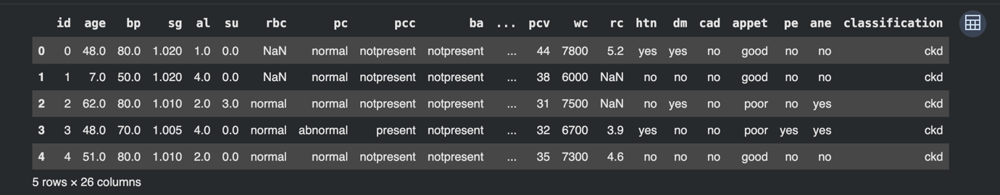 id age bp sg al su rbc pc pcc ba ... pcv wc rc htn dm cad appet pe ane classification
0 0 48.0 80.0 1.020 1.0 0.0 NaN normal notpresent notpresent ... 44 7800 5.2 yes yes no good no no ckd
1 1 7.0 50.0 1.020 4.0 0.0 NaN normal notpresent notpresent ... 38 6000 NaN no no no good no no ckd
2 2 62.0 80.0 1.010 2.0 3.0 normal normal notpresent notpresent ... 31 7500 NaN no yes no poor no yes ckd
3 3 48.0 70.0 1.005 4.0 0.0 normal abnormal present notpresent ... 32 6700 3.9 yes no no poor yes yes ckd
4 4 51.0 80.0 1.010 2.0 0.0 normal normal notpresent notpresent ... 35 7300 4.6 no no no good no no ckd
5 rows × 26 columns